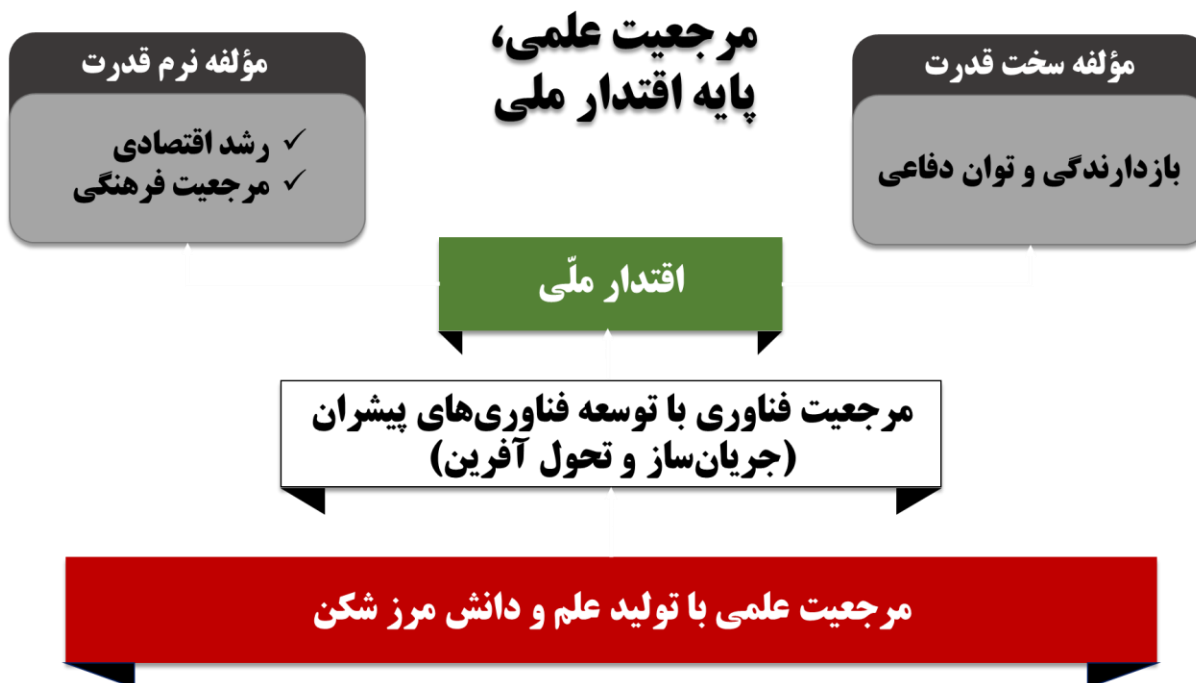 مرجعیت علمی،
پایه اقتدار ملی
مؤلفه سخت قدرت
بازدارندگی و توان دفاعی
مؤلفه نرم قدرت
✓ رشد اقتصادی
✓ مرجعیت فرهنگی
اقتدار ملّی
مرجعیت فناوری با توسعه فناوری‌های پیشران
(جریان‌ساز و تحول آفرین)
مرجعیت علمی با تولید علم و دانش مرز شکن